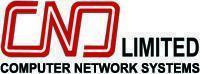 CNS LIMITED
COMPUTER NETWORK SYSTEMS